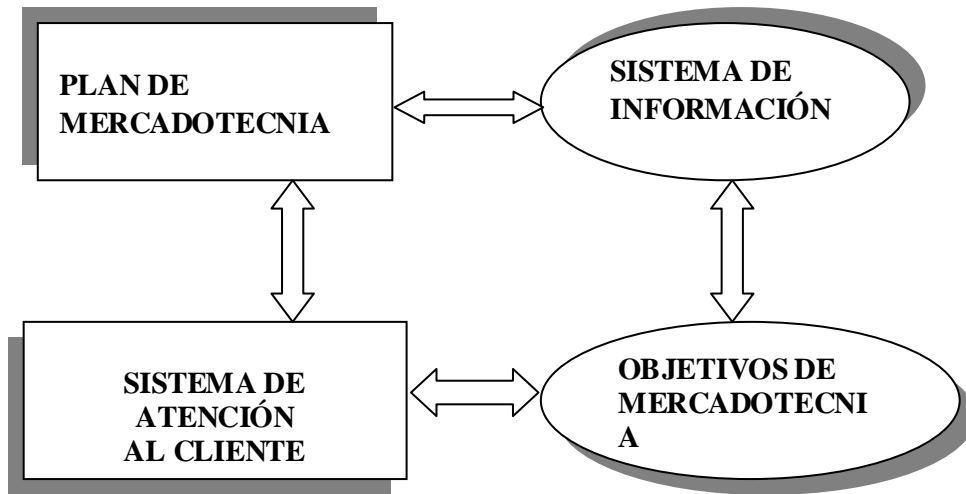 PLAN DE
MERCADOTECNIA
SISTEMA DE
INFORMACIÓN
SISTEMA DE
ATENCIÓN
AL CLIENTE
OBJETIVOS DE
MERCADOTECNI
A